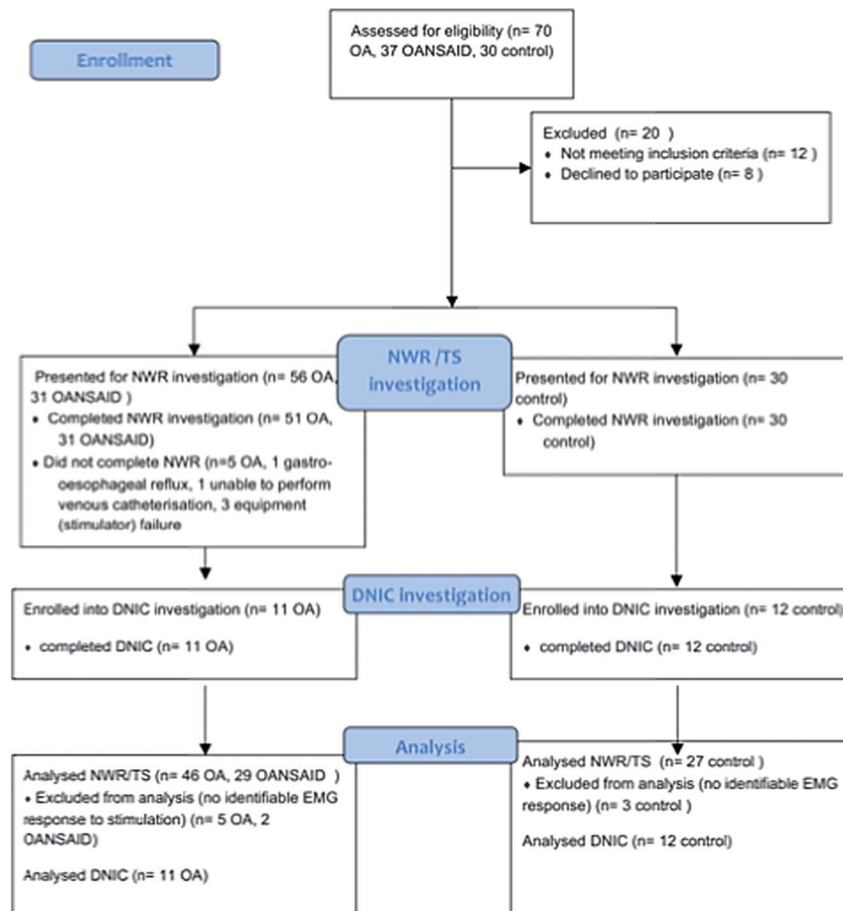 Enrollment
Assessed for eligibility (n= 70
OA, 37 OANSAID, 30 control)
Excluded (n= 20 )
♦ Not meeting inclusion criteria (n= 12 )
♦ Declined to participate (n= 8 )
NWR /TS
investigation
Presented for NWR investigation (n= 56 OA,
31 OANSAID )
♦ Completed NWR investigation (n= 51 OA,
31 OANSAID)
♦ Did not complete NWR (n=5 OA, 1 gastro-
oesophageal reflux, 1 unable to perform
venous catheterisation, 3 equipment
(stimulator) failure
Presented for NWR investigation (n= 30
control)
♦ Completed NWR investigation (n= 30
control)
DNIC investigation
Enrolled into DNIC investigation (n= 11 OA)
♦ completed DNIC (n= 11 OA)
Enrolled into DNIC investigation (n= 12 control)
♦ completed DNIC (n= 12 control)
Analysis
Analysed NWR/TS (n= 46 OA, 29 OANSAID )
♦ Excluded from analysis (no identifiable EMG
response to stimulation) (n= 5 OA, 2
OANSAID)
Analysed DNIC (n= 11 OA)
Analysed NWR/TS (n= 27 control )
♦ Excluded from analysis (no identifiable EMG
response) (n= 3 control )
Analysed DNIC (n= 12 control)